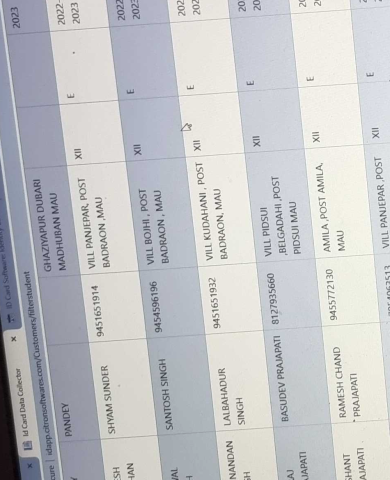 Id Card Data Collector
idapp.citronsoftwares.com/Customers/filterstudent
2023
PANDEY
GHAZIYAPUR DUBARI
MADHUBAN MAU
2022-
2023
SHYAM SUNDER
9451651914
VILL PANJEPAR, POST
BADRAON ,MAU
XII
E
SANTOSH SINGH
9454596196
VILL BOJHI , POST
BADRAON , MAU
XII
E
LALBAHADUR
SINGH
9451651932
VILL KUDAHANI , POST
BADRAON, MAU
XII
E
BASUDEV PRAJAPATI
8127935660
VILL PIDSUI
,BELGADAHI ,POST
PIDSUI MAU
XII
E
RAMESH CHAND
PRAJAPATI
9455772130
AMILA ,POST AMILA,
MAU
XII
E
VILL PANJEPAR ,POST
XII
E
NANDAN